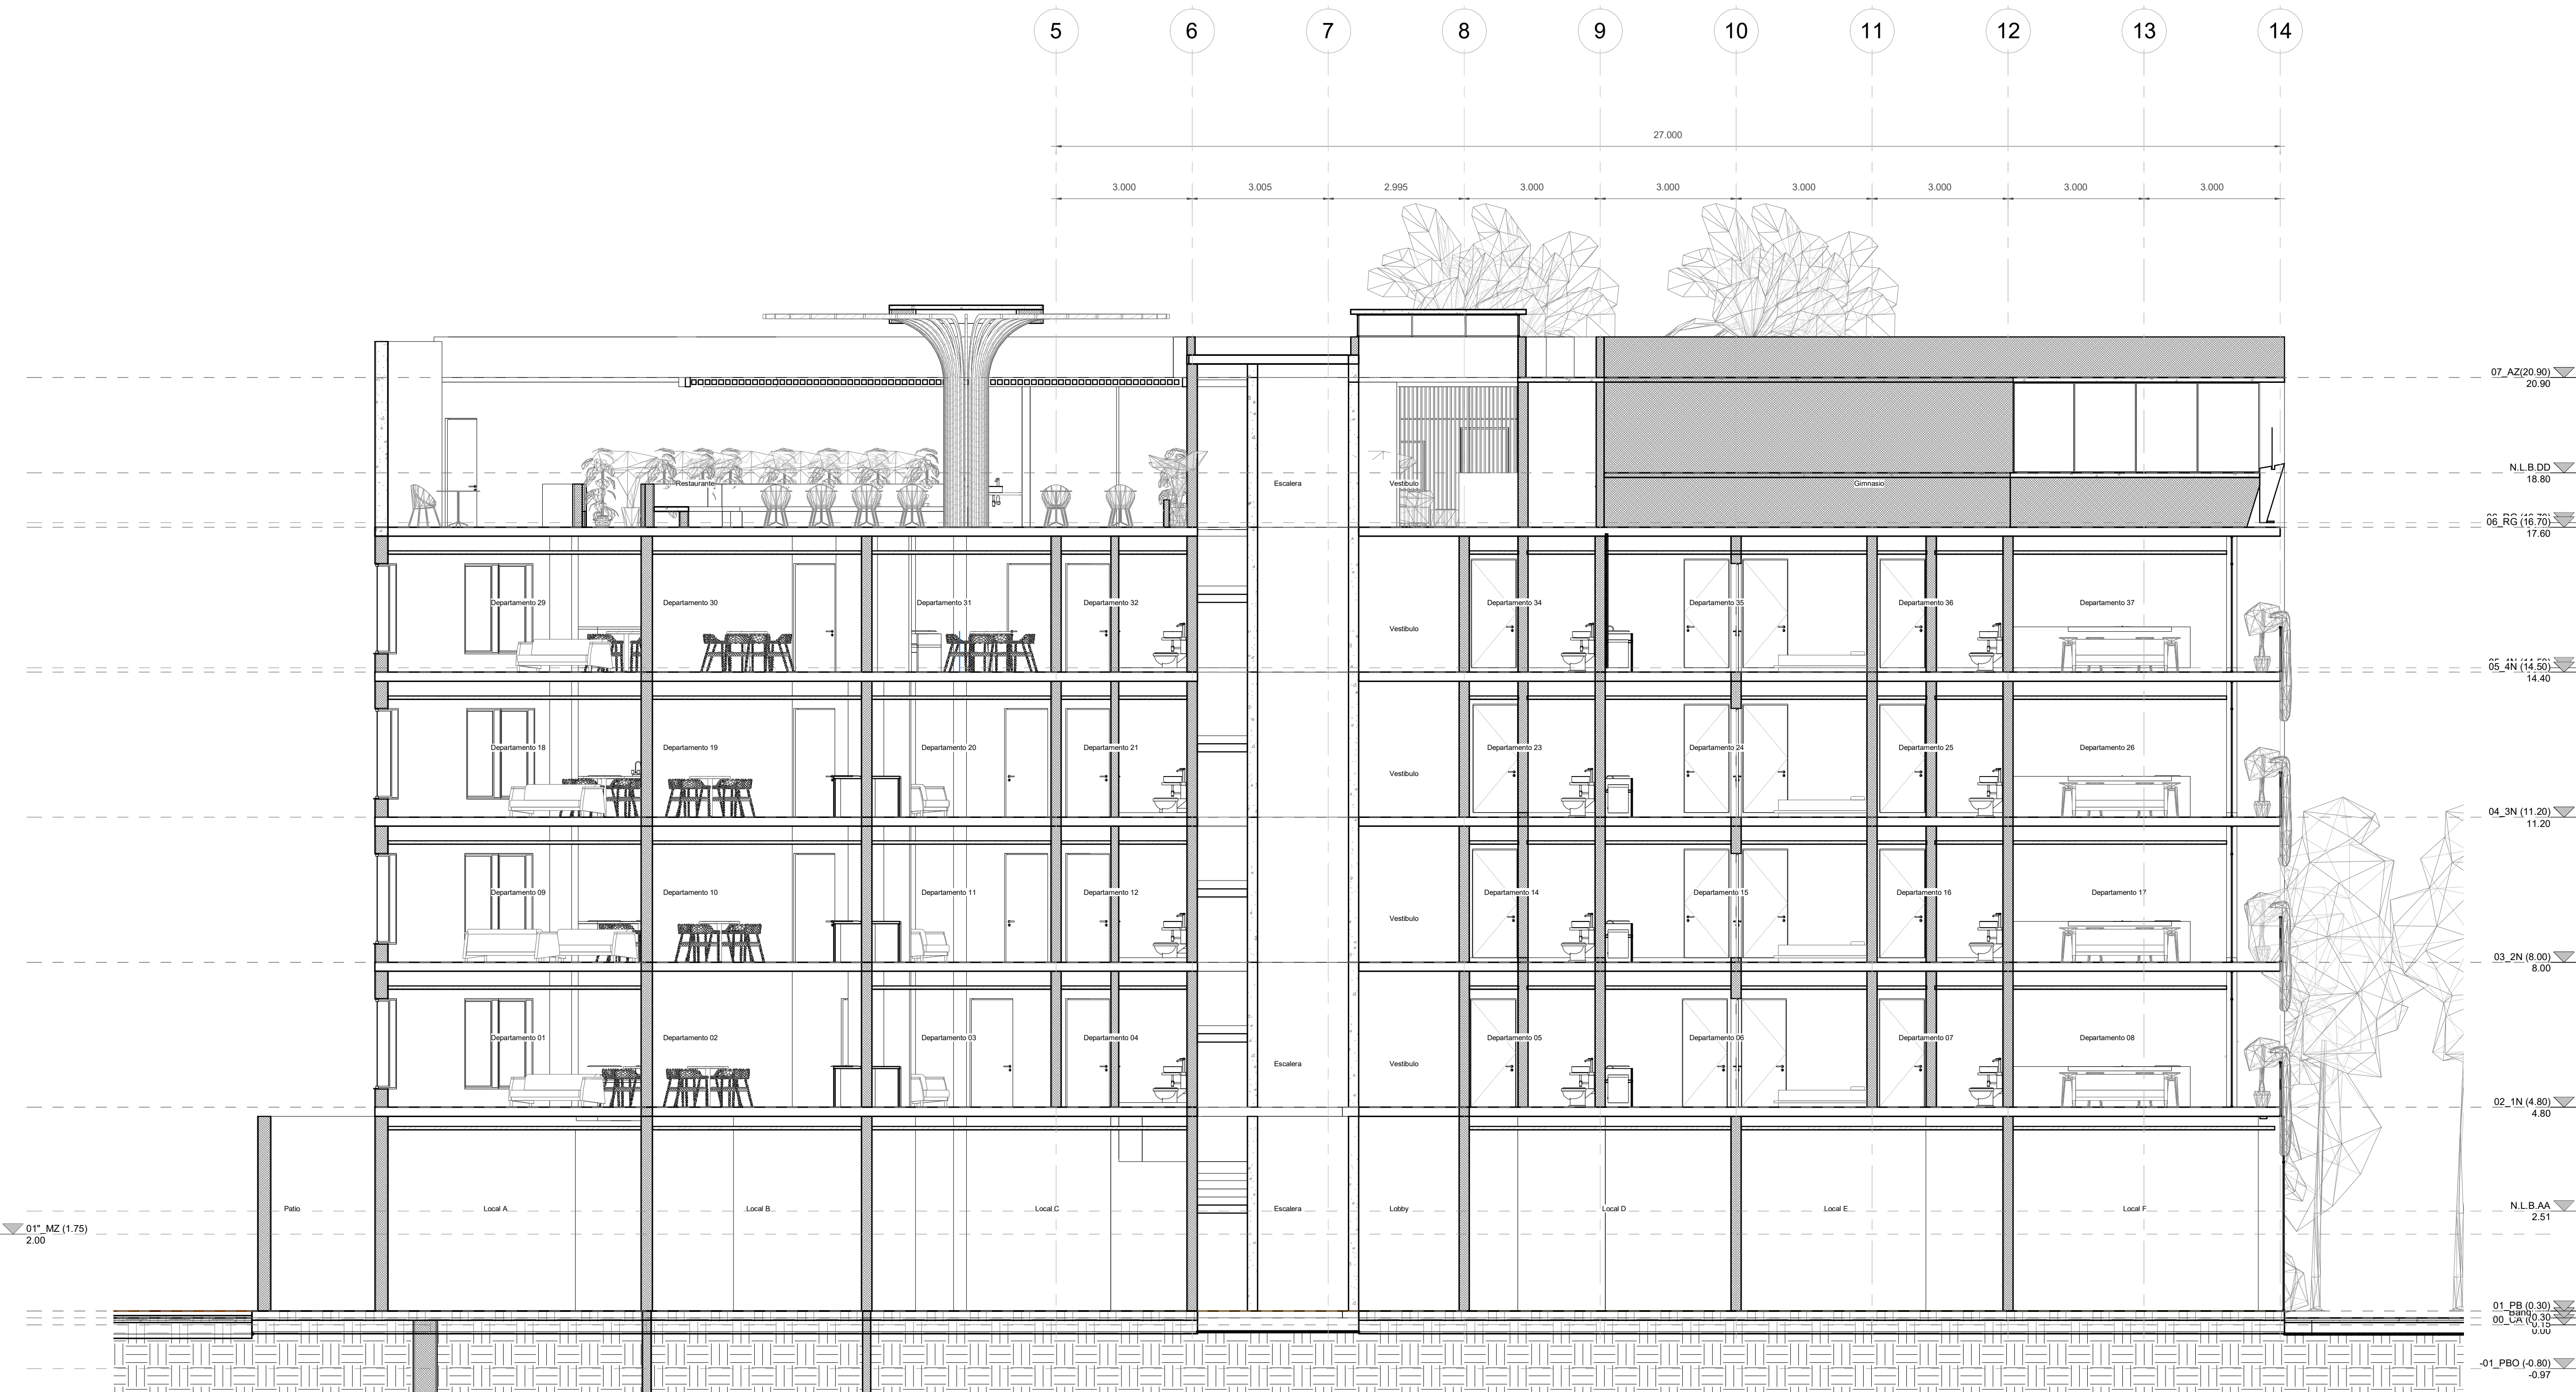 5 6 7 8 9 10 11 12 13 14
27.000
3.000 3.005 2.995 3.000 3.000 3.000 3.000 3.000 3.000
07_AZ(20.90)
20.90
N.L.B.DD
18.80
Restaurante Escalera Vestibulo Gimnasio
06_RG (16.70)
17.60
Departamento 29 Departamento 30 Departamento 31 Departamento 32 Departamento 34 Departamento 35 Departamento 36 Departamento 37
Vestibulo
05_4N (14.50)
14.40
Departamento 18 Departamento 19 Departamento 20 Departamento 21 Departamento 23 Departamento 24 Departamento 25 Departamento 26
Vestibulo
04_3N (11.20)
11.20
Departamento 09 Departamento 10 Departamento 11 Departamento 12 Departamento 14 Departamento 15 Departamento 16 Departamento 17
Vestibulo
03_2N (8.00)
8.00
Departamento 01 Departamento 02 Departamento 03 Departamento 04 Departamento 05 Departamento 06 Departamento 07 Departamento 08
Escalera Vestibulo
02_1N (4.80)
4.80
Patio Local A Local B Local C Escalera Lobby Local D Local E Local F
N.L.B.AA
2.51
01"_MZ (1.75)
2.00
01_PB (0.30)
0.30
00_CA
0.15
0.00
-01_PBO (-0.80)
-0.97